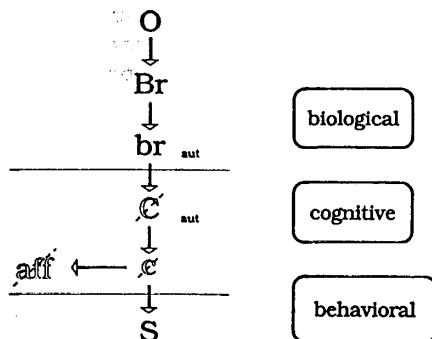 O
Br
biological
br aut
C aut
cognitive
aff c
behavioral
S